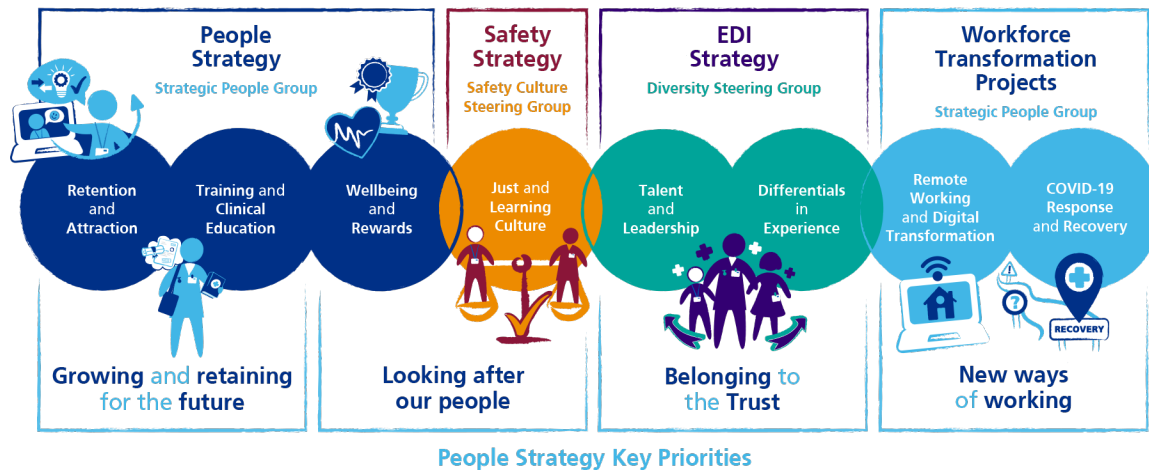 People
Strategy
Strategic People Group
Safety
Strategy
Safety Culture
Steering Group
EDI
Strategy
Diversity Steering Group
Workforce
Transformation
Projects
Strategic People Group
Retention
and
Attraction
Training and
Clinical
Education
Wellbeing
and
Rewards
Just and
Learning
Culture
Talent
and
Leadership
Differentials
in
Experience
Remote
Working
and Digital
Transformation
COVID-19
Response
and Recovery
!
?
RECOVERY
Growing and retaining
for the future
Looking after
our people
Belonging to
the Trust
New ways
of working
People Strategy Key Priorities